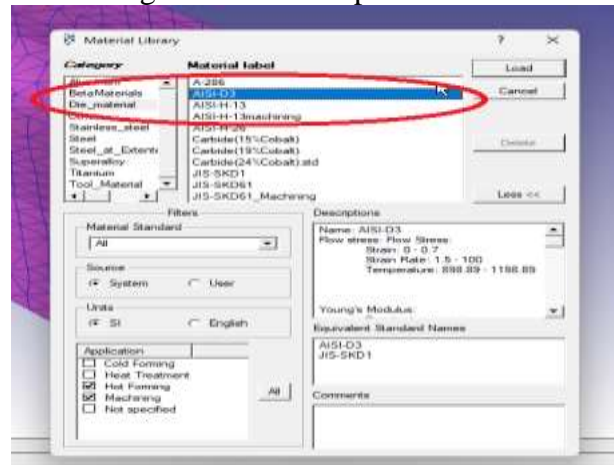 Material Library ? ×
Category
Material label
Load
Cancel
Delete
Less <<
BetaMaterials
Die_material
Stainless_steel
Steel
Superalloy
Titanium
Tool_Material
A-286
AISI-D3
AISI-H-13
AISI-H-13machining
AISI-H-26
Carbide(15%Cobalt)
Carbide(19%Cobalt)
Carbide(24%Cobalt)std
JIS-SKD1
JIS-SKD61
JIS-SKD61_Machining
Filters
Material Standard
All
Source
System
User
Units
SI
English
Application
Cold Forming
Heat Treatment
Hot Forming
Machining
Not specified
All
Descriptions
Name: AISI-D3
Flow stress: Flow Stress:
Strain: 0 - 0.7
Strain Rate: 1.5 - 100
Temperature: 898.89 - 1198.89
Young's Modulus:
Equivalent Standard Names
AISI-D3
JIS-SKD1
Comments